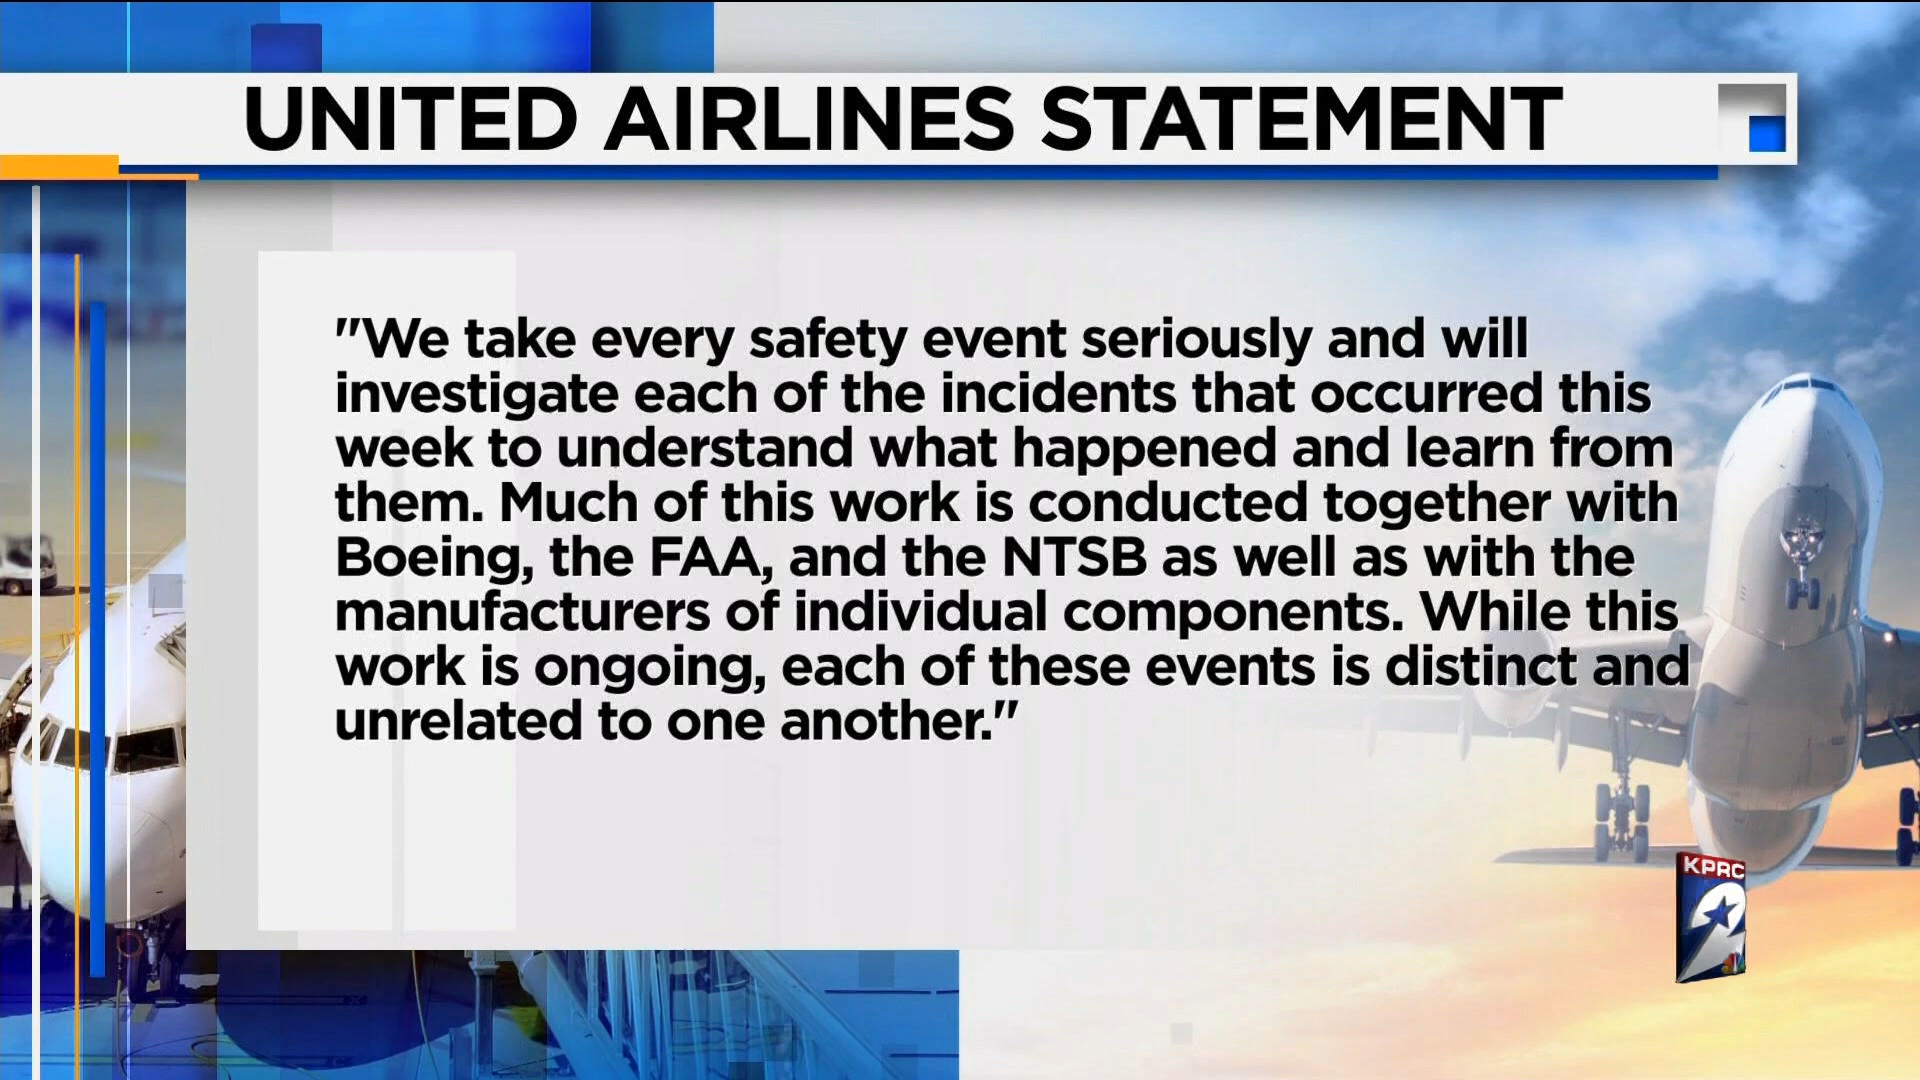 UNITED AIRLINES STATEMENT
"We take every safety event seriously and will
investigate each of the incidents that occurred this
week to understand what happened and learn from
them. Much of this work is conducted together with
Boeing, the FAA, and the NTSB as well as with the
manufacturers of individual components. While this
work is ongoing, each of these events is distinct and
unrelated to one another."
KPRC
2